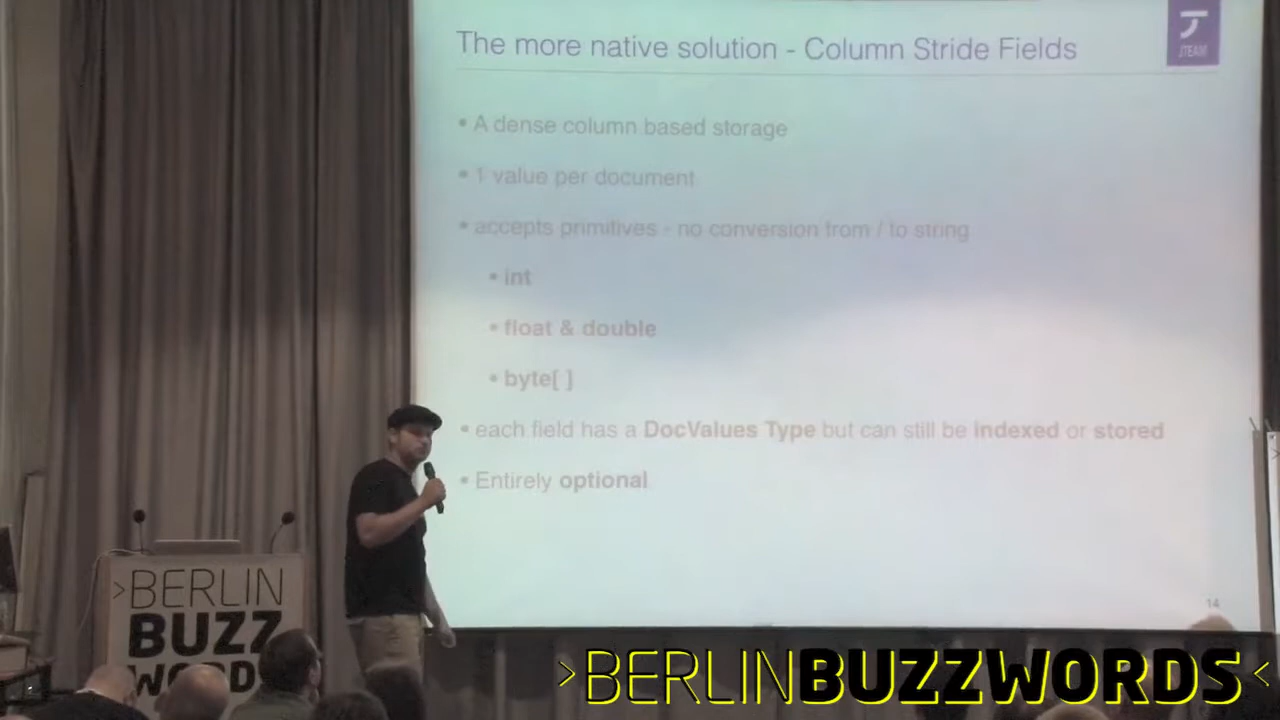 The more native solution - Column Stride Fields
JTEAM
• A dense column based storage
• 1 value per document
• accepts primitives - no conversion from / to string
• int
• float & double
• byte[ ]
• each field has a DocValues Type but can still be indexed or stored
• Entirely optional
14
>BERLIN
BUZZ
WORDS
>BERLINBUZZWORDS<